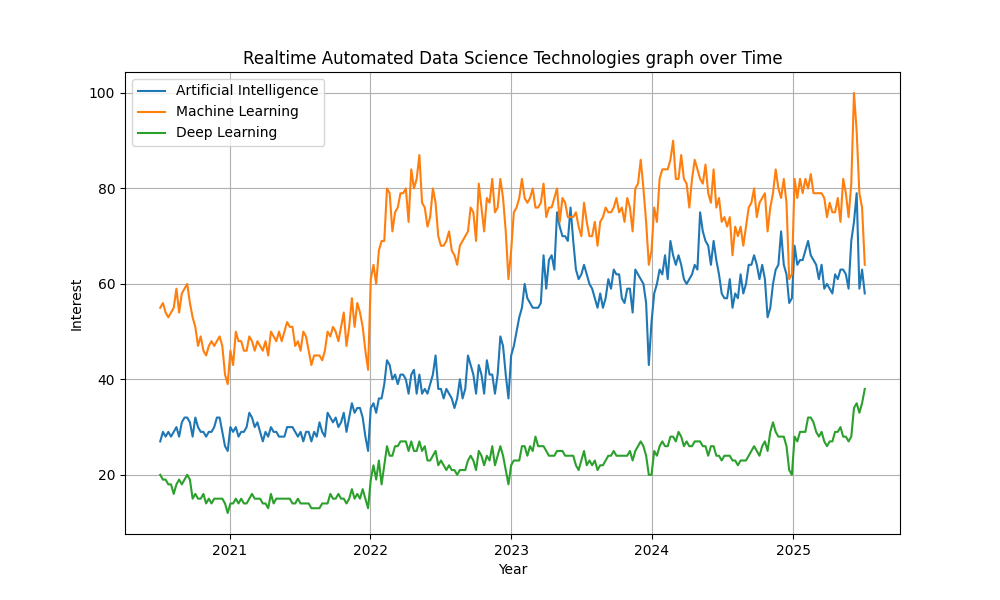 Realtime Automated Data Science Technologies graph over Time
Artificial Intelligence
Machine Learning
Deep Learning
100
80
60
40
20
Interest
2021 2022 2023 2024 2025
Year